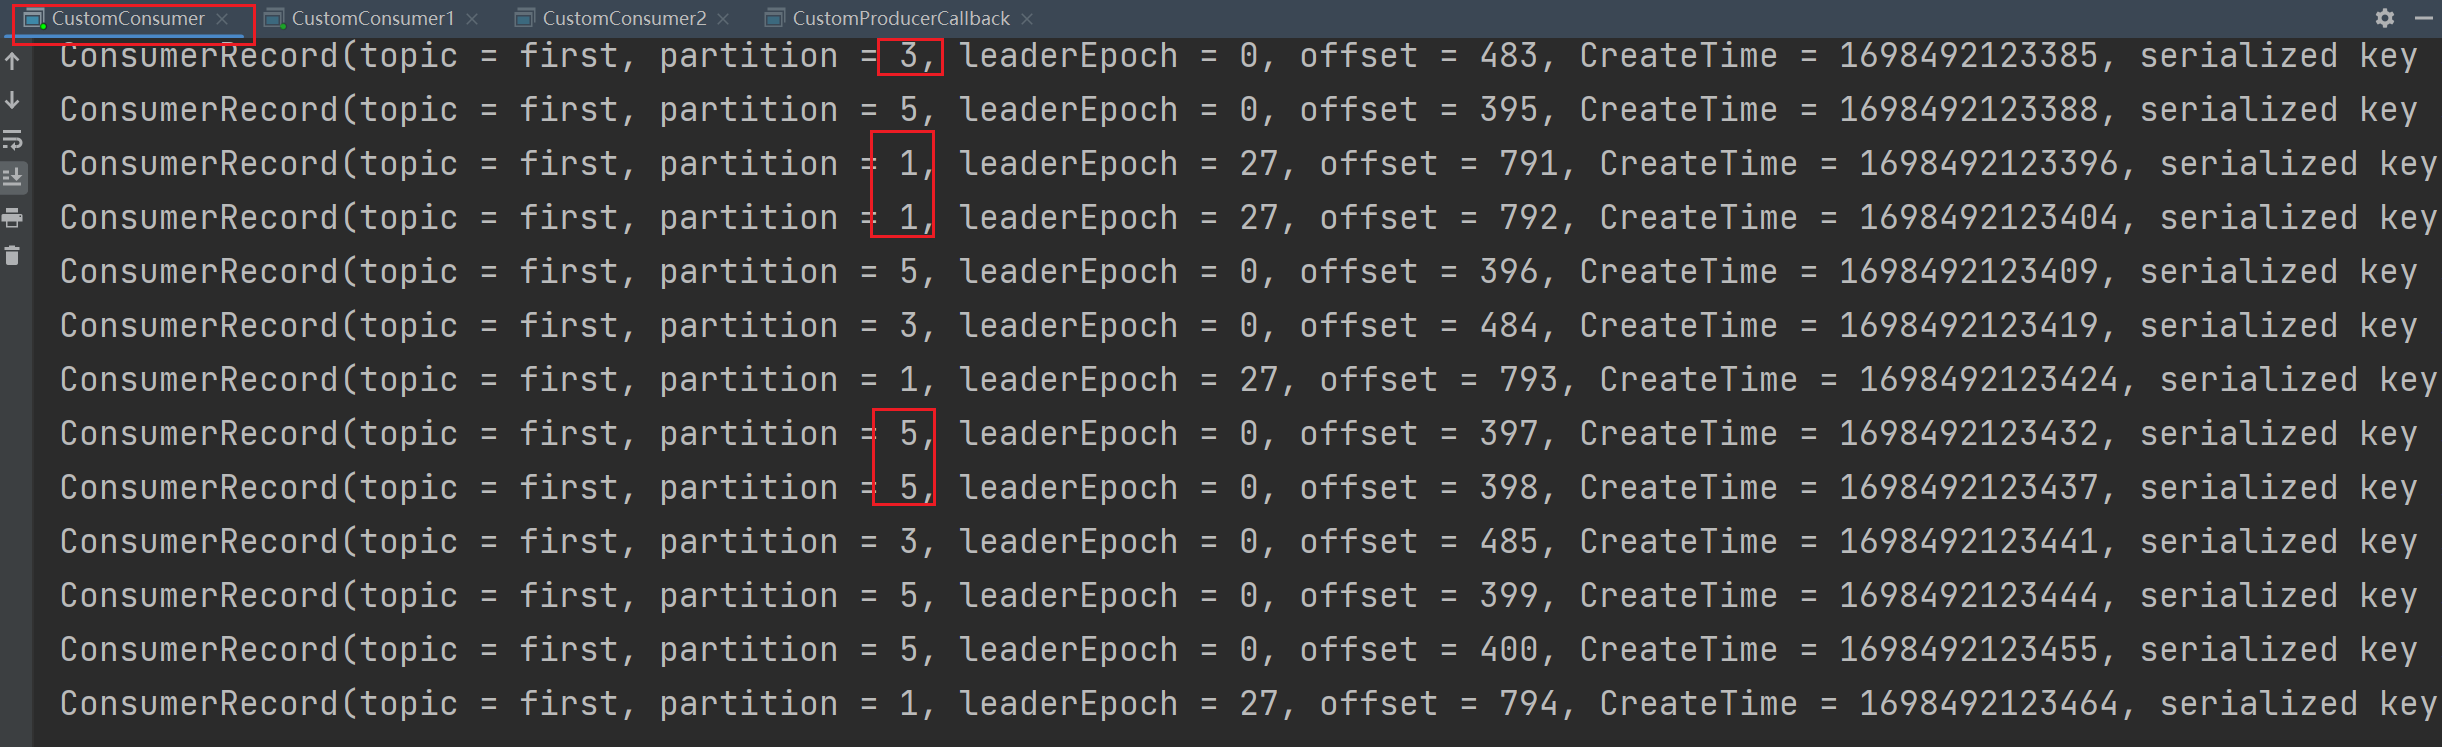 CustomConsumer CustomConsumer1 CustomConsumer2 CustomProducerCallback
ConsumerRecord(topic = first, partition = 3, leaderEpoch = 0, offset = 483, CreateTime = 1698492123385, serialized key
ConsumerRecord(topic = first, partition = 5, leaderEpoch = 0, offset = 395, CreateTime = 1698492123388, serialized key
ConsumerRecord(topic = first, partition = 1, leaderEpoch = 27, offset = 791, CreateTime = 1698492123396, serialized key
ConsumerRecord(topic = first, partition = 1, leaderEpoch = 27, offset = 792, CreateTime = 1698492123404, serialized key
ConsumerRecord(topic = first, partition = 5, leaderEpoch = 0, offset = 396, CreateTime = 1698492123409, serialized key
ConsumerRecord(topic = first, partition = 3, leaderEpoch = 0, offset = 484, CreateTime = 1698492123419, serialized key
ConsumerRecord(topic = first, partition = 1, leaderEpoch = 27, offset = 793, CreateTime = 1698492123424, serialized key
ConsumerRecord(topic = first, partition = 5, leaderEpoch = 0, offset = 397, CreateTime = 1698492123432, serialized key
ConsumerRecord(topic = first, partition = 5, leaderEpoch = 0, offset = 398, CreateTime = 1698492123437, serialized key
ConsumerRecord(topic = first, partition = 3, leaderEpoch = 0, offset = 485, CreateTime = 1698492123441, serialized key
ConsumerRecord(topic = first, partition = 5, leaderEpoch = 0, offset = 399, CreateTime = 1698492123444, serialized key
ConsumerRecord(topic = first, partition = 5, leaderEpoch = 0, offset = 400, CreateTime = 1698492123455, serialized key
ConsumerRecord(topic = first, partition = 1, leaderEpoch = 27, offset = 794, CreateTime = 1698492123464, serialized key